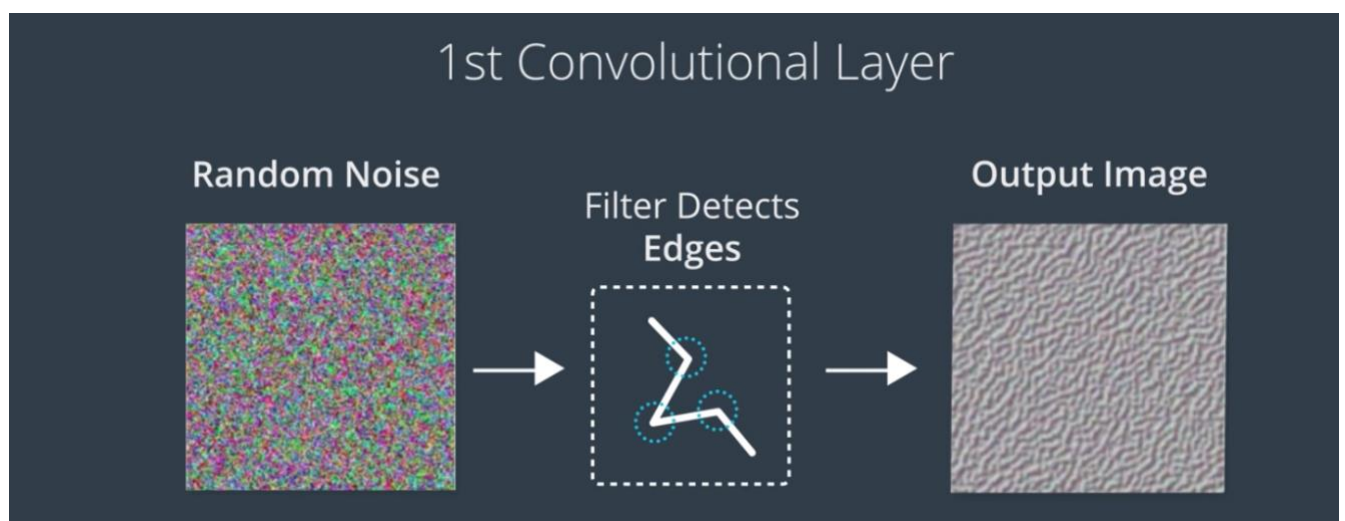 1st Convolutional Layer
Random Noise
Filter Detects
Edges
Output Image